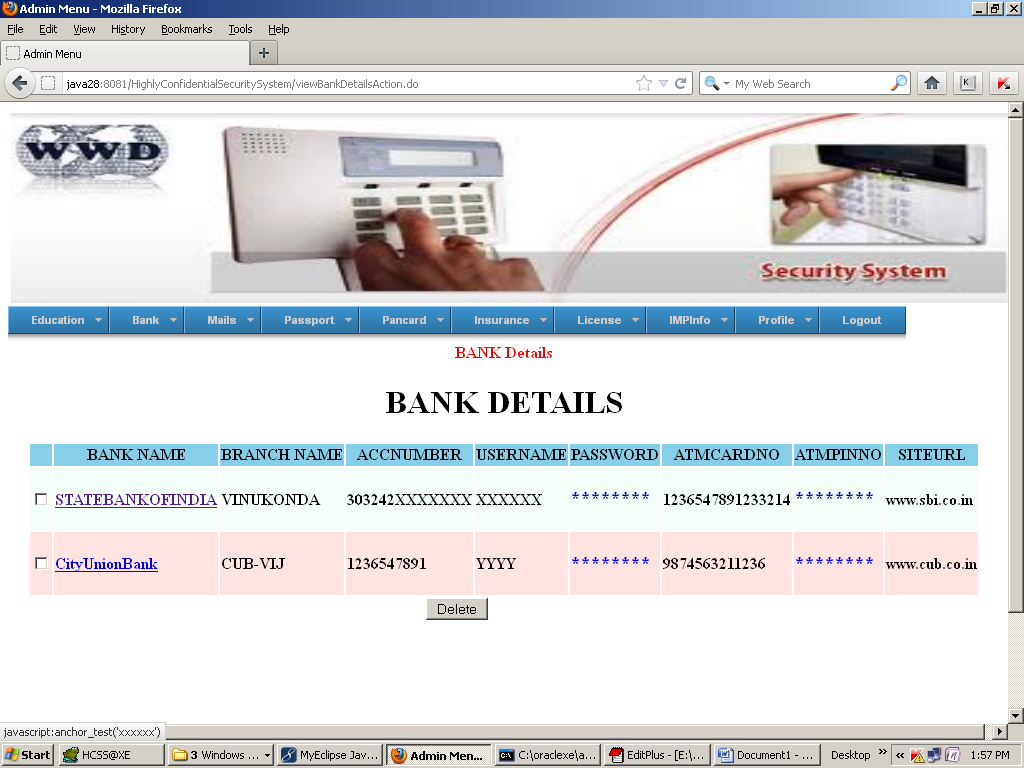 Admin Menu - Mozilla Firefox
File Edit View History Bookmarks Tools Help
Admin Menu
java28:8081/HighlyConfidentialSecuritySystem/viewBankDetailsAction.do My Web Search
WWD
Security System
Education Bank Mails Passport Pancard Insurance License IMPInfo Profile Logout
BANK Details
BANK DETAILS
BANK NAME BRANCH NAME ACCNUMBER USERNAME PASSWORD ATMCARDNO ATMPINNO SITEURL
STATEBANKOFINDIA VINUKONDA 303242XXXXXXX XXXXXX ******** 1236547891233214 ******** www.sbi.co.in
CityUnionBank CUB-VIJ 1236547891 YYYY ******** 9874563211236 ******** www.cub.co.in
Delete
javascript:anchor_test('xxxxxx')
Start HCSS@XE 3 Windows ... MyEclipse Jav... Admin Men... C:\oraclexe\a... EditPlus - [E:\... Document1 - ... Desktop » « 1:57 PM